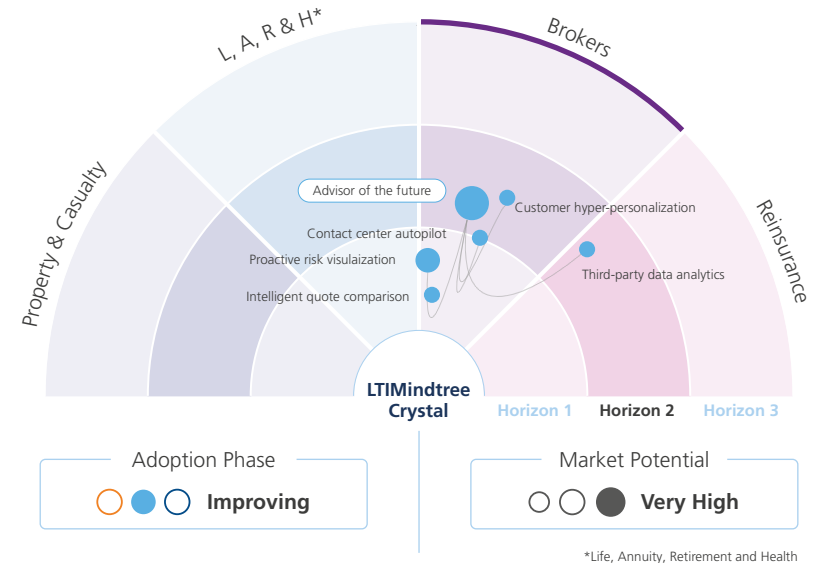 L, A, R & H*
Brokers
Property & Casualty
Reinsurance
Advisor of the future
Customer hyper-personalization
Contact center autopilot
Proactive risk visulaization
Third-party data analytics
Intelligent quote comparison
LTIMindtree
Crystal
Horizon 1
Horizon 2
Horizon 3
Adoption Phase
Improving
Market Potential
Very High
*Life, Annuity, Retirement and Health